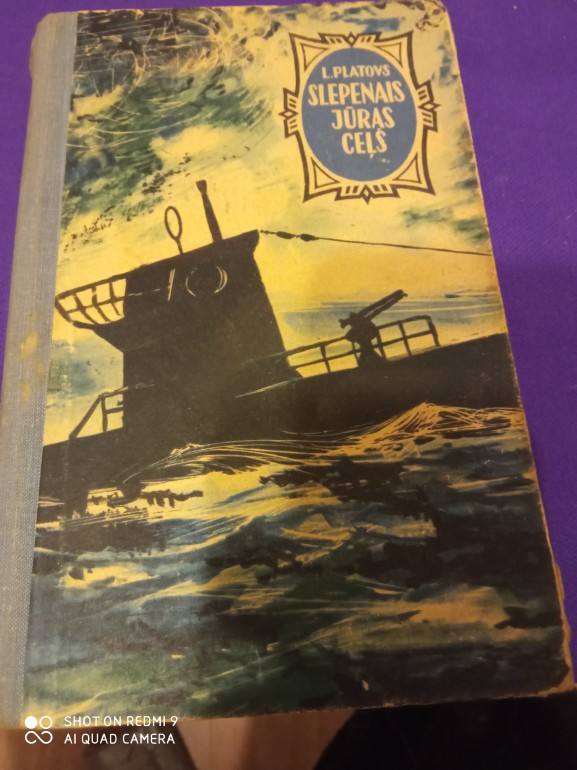 L.PLATOVS
SLEPENAIS
JŪRAS
CEĻŠ
SHOT ON REDMI 9
AI QUAD CAMERA